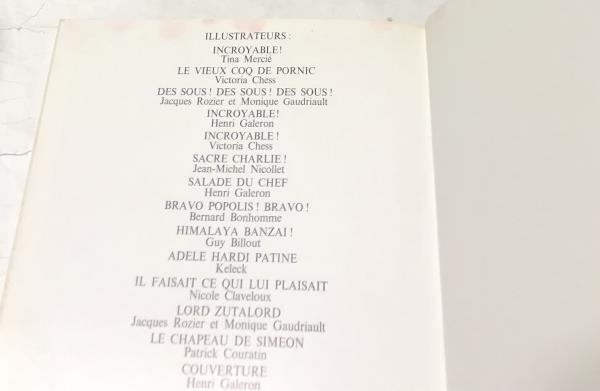 ILLUSTRATEURS :
INCROYABLE !
Tina Mercié
LE VIEUX COQ DE PORNIC
Victoria Chess
DES SOUS ! DES SOUS ! DES SOUS !
Jacques Rozier et Monique Gaudriault
INCROYABLE !
Henri Galeron
INCROYABLE !
Victoria Chess
SACRE CHARLIE !
Jean-Michel Nicollet
SALADE DU CHEF
Henri Galeron
BRAVO POPOLIS ! BRAVO !
Bernard Bonhomme
HIMALAYA BANZAI !
Guy Billout
ADELE HARDI PATINE
Keleck
IL FAISAIT CE QUI LUI PLAISAIT
Nicole Claveloux
LORD ZUTALORD
Jacques Rozier et Monique Gaudriault
LE CHAPEAU DE SIMEON
Patrick Couratin
COUVERTURE
Henri Galeron